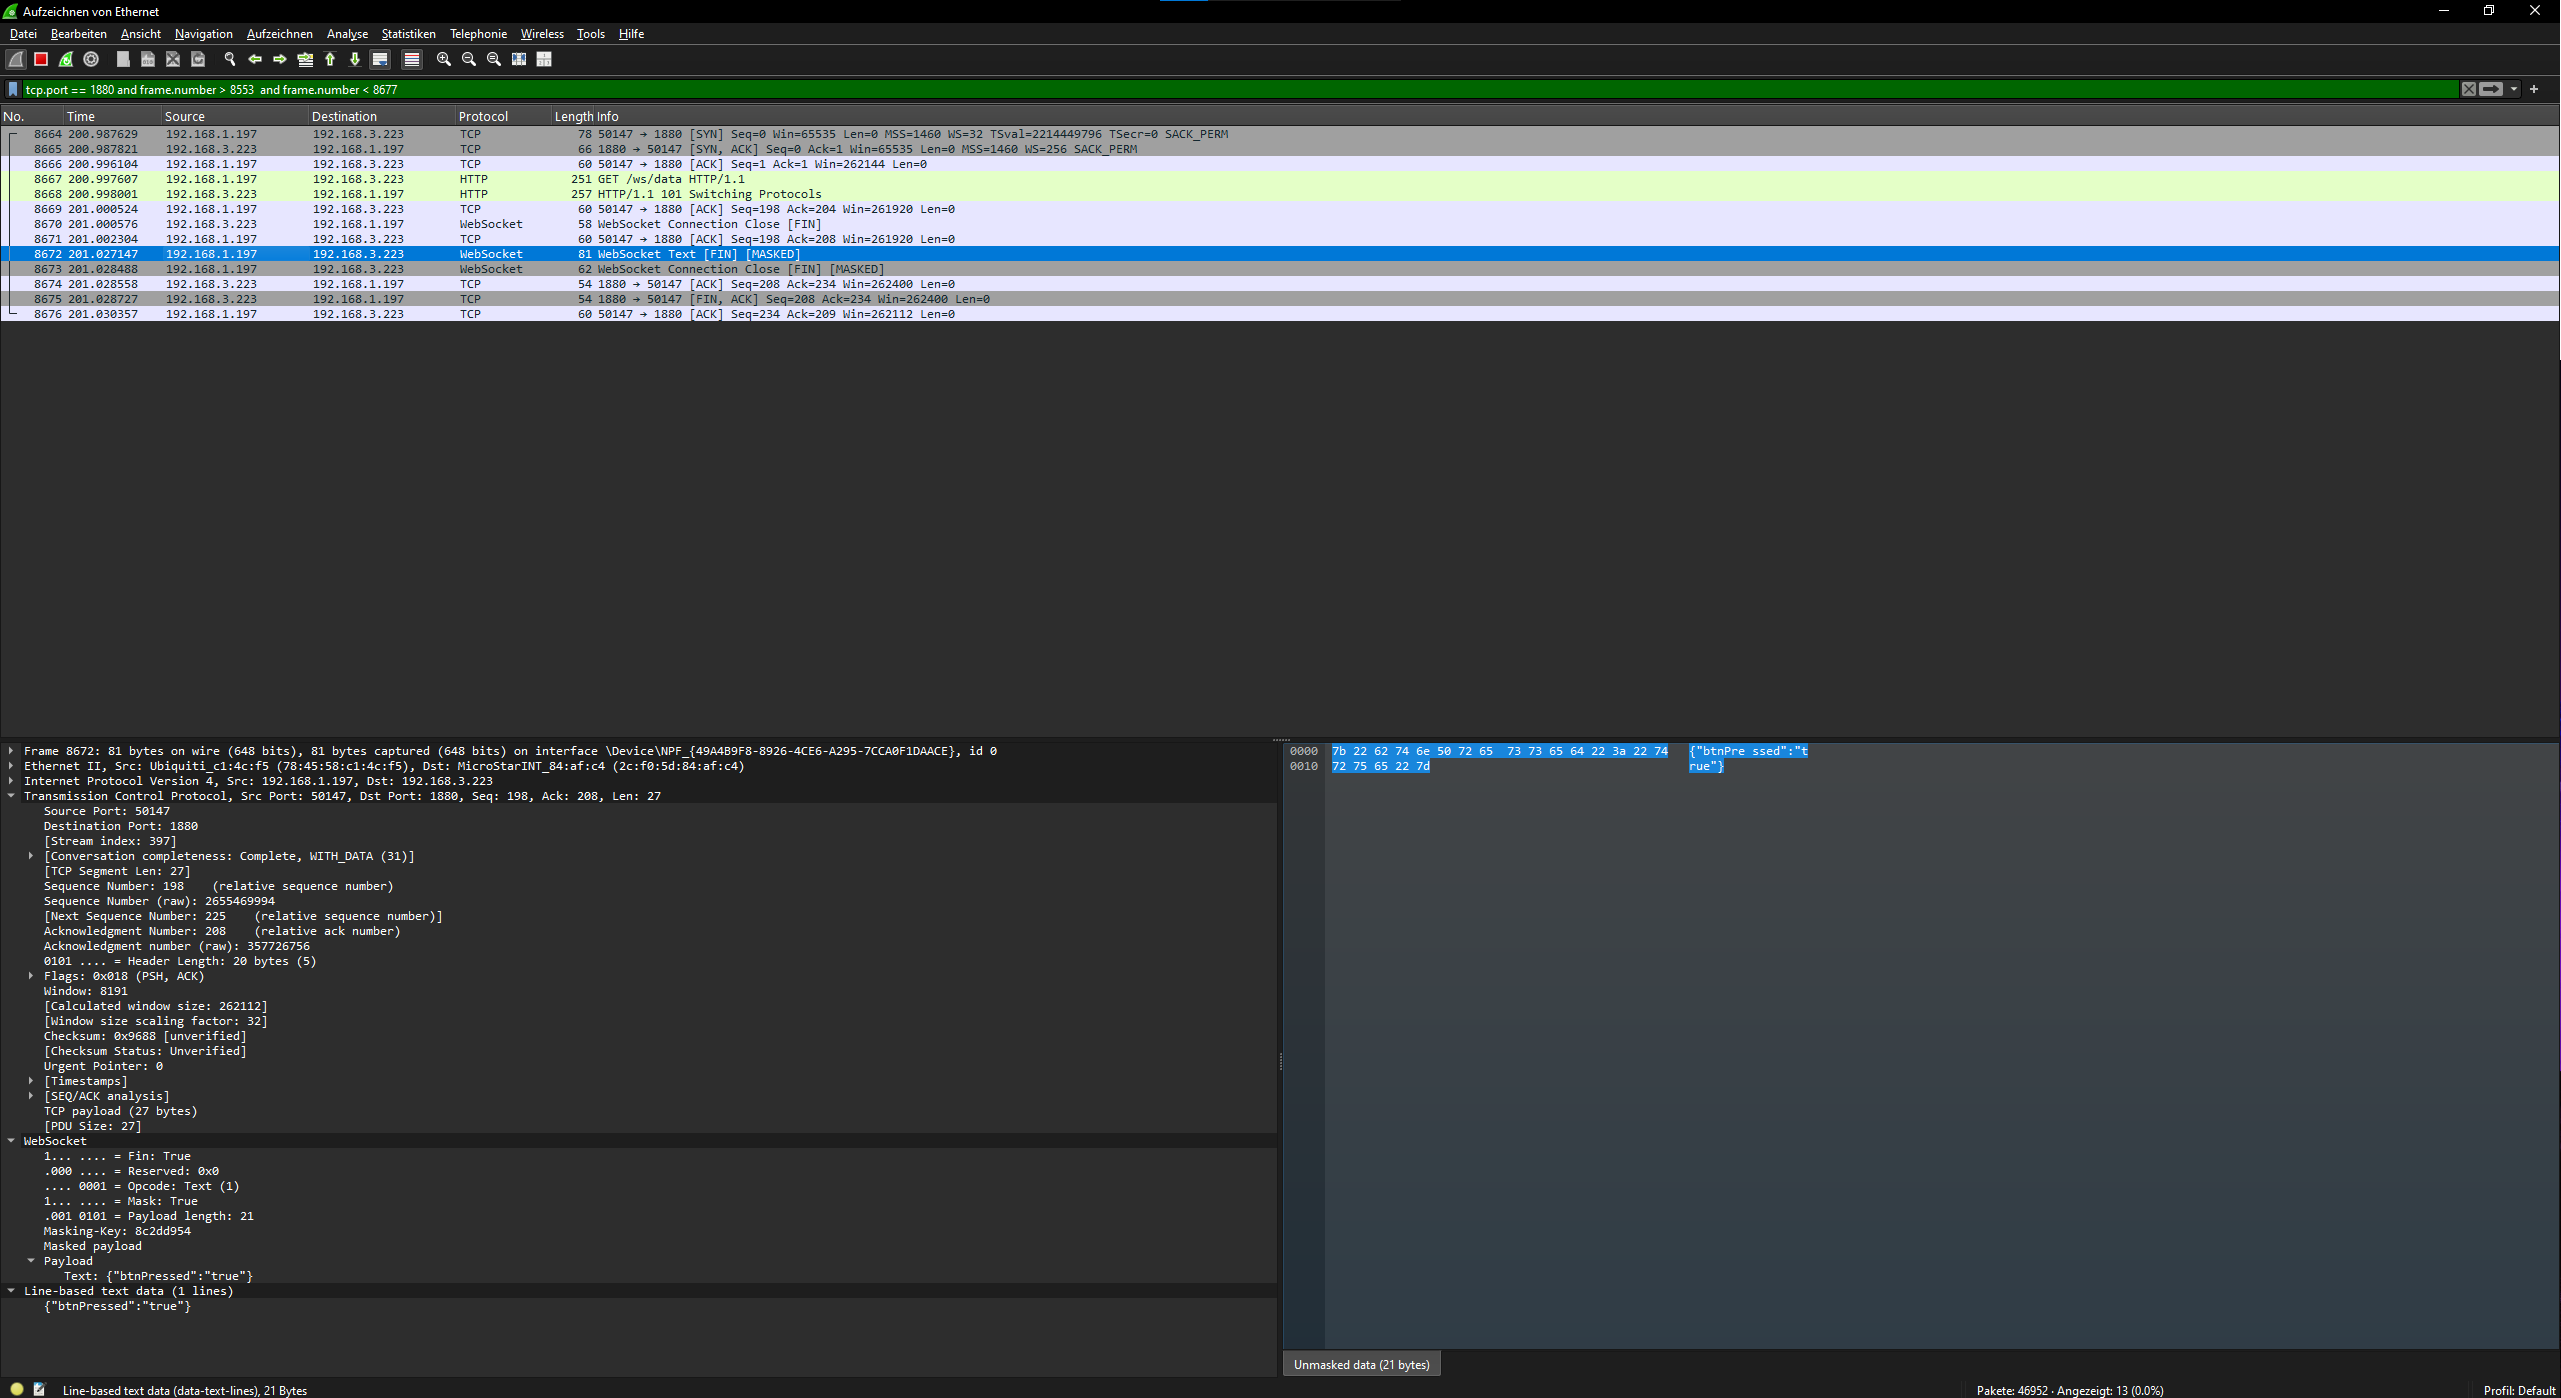 Aufzeichnen von Ethernet
Datei Bearbeiten Ansicht Navigation Aufzeichnen Analyse Statistiken Telephonie Wireless Tools Hilfe
tcp.port == 1880 and frame.number > 8553 and frame.number < 8677
No. Time Source Destination Protocol Length Info
8664 200.987629 192.168.1.197 192.168.3.223 TCP 78 50147 → 1880 [SYN] Seq=0 Win=65535 Len=0 MSS=1460 WS=32 TSval=2214449796 TSecr=0 SACK_PERM
8665 200.987821 192.168.3.223 192.168.1.197 TCP 66 1880 → 50147 [SYN, ACK] Seq=0 Ack=1 Win=65535 Len=0 MSS=1460 WS=256 SACK_PERM
8666 200.996104 192.168.1.197 192.168.3.223 TCP 60 50147 → 1880 [ACK] Seq=1 Ack=1 Win=262144 Len=0
8667 200.997607 192.168.1.197 192.168.3.223 HTTP 251 GET /ws/data HTTP/1.1
8668 200.998001 192.168.3.223 192.168.1.197 HTTP 257 HTTP/1.1 101 Switching Protocols
8669 201.000524 192.168.1.197 192.168.3.223 TCP 60 50147 → 1880 [ACK] Seq=198 Ack=204 Win=261920 Len=0
8670 201.000576 192.168.3.223 192.168.1.197 WebSocket 58 WebSocket Connection Close [FIN]
8671 201.002304 192.168.1.197 192.168.3.223 TCP 60 50147 → 1880 [ACK] Seq=198 Ack=208 Win=261920 Len=0
8672 201.027147 192.168.1.197 192.168.3.223 WebSocket 81 WebSocket Text [FIN] [MASKED]
8673 201.028488 192.168.1.197 192.168.3.223 WebSocket 62 WebSocket Connection Close [FIN] [MASKED]
8674 201.028558 192.168.3.223 192.168.1.197 TCP 54 1880 → 50147 [ACK] Seq=208 Ack=234 Win=262400 Len=0
8675 201.028727 192.168.3.223 192.168.1.197 TCP 54 1880 → 50147 [FIN, ACK] Seq=208 Ack=234 Win=262400 Len=0
8676 201.030357 192.168.1.197 192.168.3.223 TCP 60 50147 → 1880 [ACK] Seq=234 Ack=209 Win=262112 Len=0
Frame 8672: 81 bytes on wire (648 bits), 81 bytes captured (648 bits) on interface \Device\NPF_{49A4B9F8-8926-4CE6-A295-7CCA0F1DAACE}, id 0
Ethernet II, Src: Ubiquiti_c1:4c:f5 (78:45:58:c1:4c:f5), Dst: MicroStarINT_84:af:c4 (2c:f0:5d:84:af:c4)
Internet Protocol Version 4, Src: 192.168.1.197, Dst: 192.168.3.223
Transmission Control Protocol, Src Port: 50147, Dst Port: 1880, Seq: 198, Ack: 208, Len: 27
Source Port: 50147
Destination Port: 1880
[Stream index: 397]
[Conversation completeness: Complete, WITH_DATA (31)]
[TCP Segment Len: 27]
Sequence Number: 198 (relative sequence number)
Sequence Number (raw): 2655469994
[Next Sequence Number: 225 (relative sequence number)]
Acknowledgment Number: 208 (relative ack number)
Acknowledgment number (raw): 357726756
0101 .... = Header Length: 20 bytes (5)
Flags: 0x018 (PSH, ACK)
Window: 8191
[Calculated window size: 262112]
[Window size scaling factor: 32]
Checksum: 0x9688 [unverified]
[Checksum Status: Unverified]
Urgent Pointer: 0
[Timestamps]
[SEQ/ACK analysis]
TCP payload (27 bytes)
[PDU Size: 27]
WebSocket
1... .... = Fin: True
.000 .... = Reserved: 0x0
.... 0001 = Opcode: Text (1)
1... .... = Mask: True
.001 0101 = Payload length: 21
Masking-Key: 8c2dd954
Masked payload
Payload
Text: {"btnPressed":"true"}
Line-based text data (1 lines)
{"btnPressed":"true"}
0000 7b 22 62 74 6e 50 72 65 73 73 65 64 22 3a 22 74 {"btnPre ssed":"t
0010 72 75 65 22 7d rue"}
Unmasked data (21 bytes)
Line-based text data (data-text-lines), 21 Bytes
Pakete: 46952 · Angezeigt: 13 (0.0%)
Profil: Default